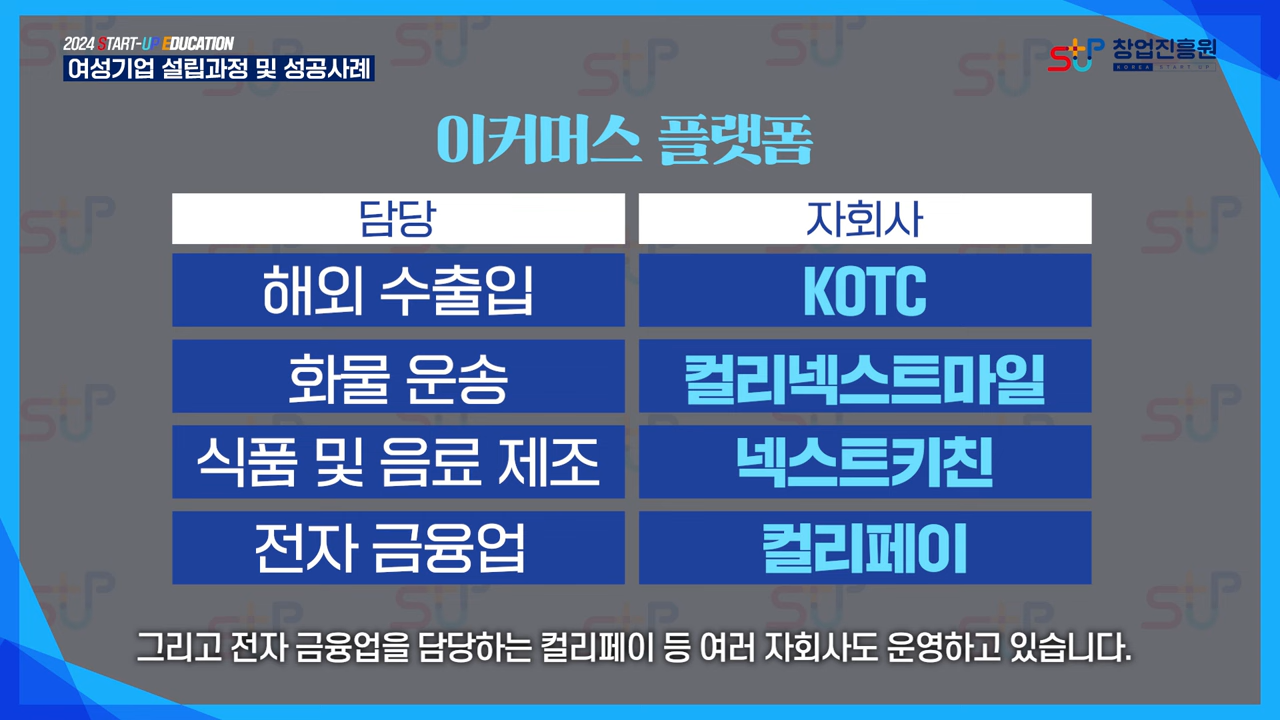 2024 START-UP EDUCATION
여성기업 설립과정 및 성공사례
StUP 창업진흥원
KOREA START UP
이커머스 플랫폼
담당 자회사
해외 수출입 KOTC
화물 운송 컬리넥스트마일
식품 및 음료 제조 넥스트키친
전자 금융업 컬리페이
그리고 전자 금융업을 담당하는 컬리페이 등 여러 자회사도 운영하고 있습니다.